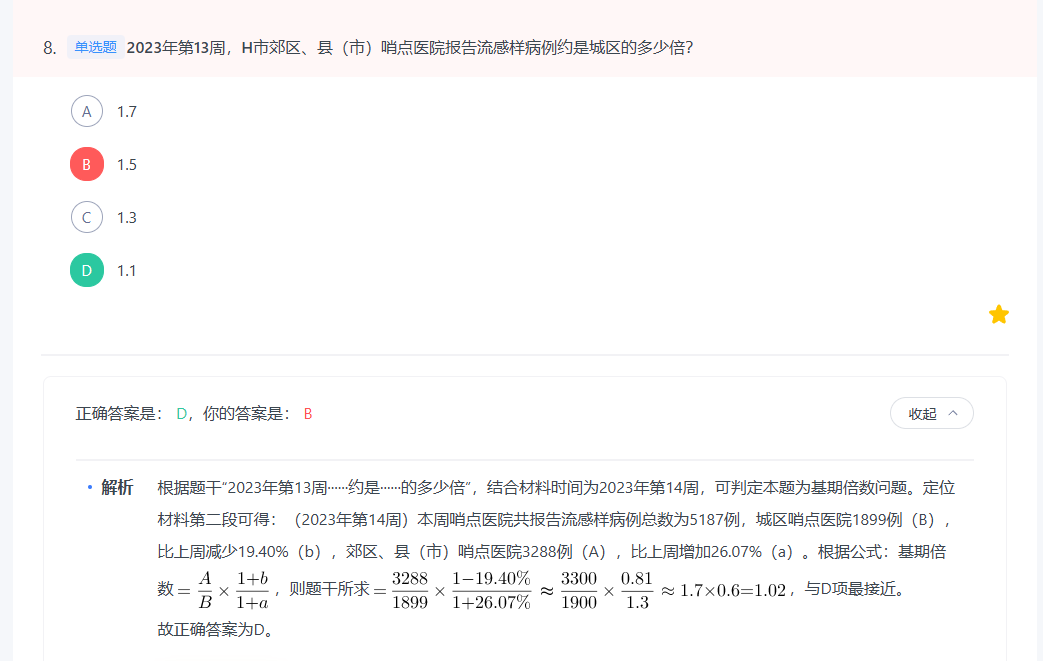 8. 单选题 2023年第13周，H市郊区、县（市）哨点医院报告流感样病例约是城区的多少倍?
A 1.7
B 1.5
C 1.3
D 1.1
正确答案是： D，你的答案是： B 收起
· 解析 根据题干“2023年第13周······约是······的多少倍”，结合材料时间为2023年第14周，可判定本题为基期倍数问题。定位
材料第二段可得：（2023年第14周）本周哨点医院共报告流感样病例总数为5187例，城区哨点医院1899例（B），
比上周减少19.40%（b），郊区、县（市）哨点医院3288例（A），比上周增加26.07%（a）。根据公式：基期倍
数 = A/B × (1+b)/(1+a)，则题干所求 = 3288/1899 × (1−19.40%)/(1+26.07%) ≈ 3300/1900 × 0.81/1.3 ≈ 1.7×0.6=1.02，与D项最接近。
故正确答案为D。